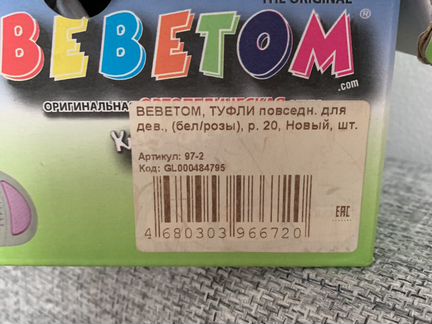 THE ORIGINAL
BEBETOM®
.com
ОРИГИНАЛЬНАЯ ОРТОПЕДИЧЕСКАЯ
BEBETOM, ТУФЛИ повседн. для
дев., (бел/розы), р. 20, Новый, шт.
Артикул: 97-2
Код: GL000484795
EAC
4 680303 966720